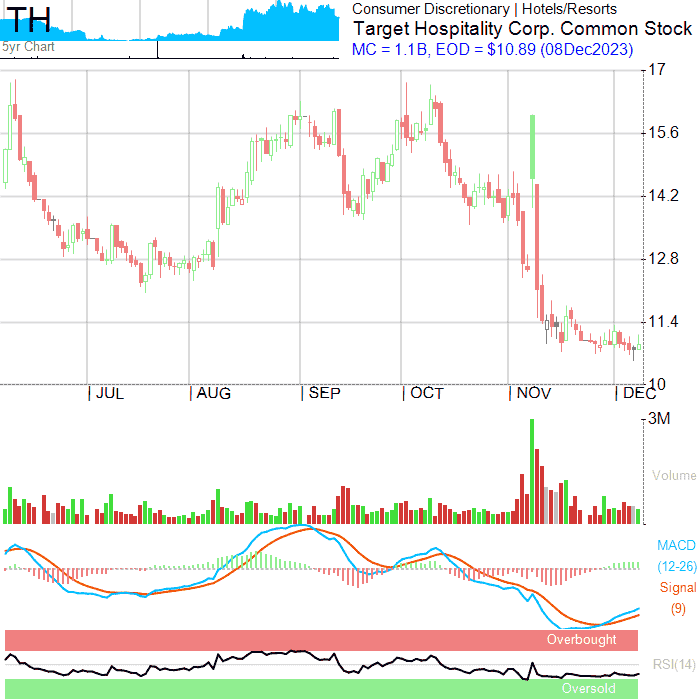 TH
5yr Chart
Consumer Discretionary | Hotels/Resorts
Target Hospitality Corp. Common Stock
MC = 1.1B, EOD = $10.89 (08Dec2023)
17
15.6
14.2
12.8
11.4
10
| JUL | AUG | SEP | OCT | NOV | DEC
3M
Volume
MACD
(12-26)
Signal
(9)
Overbought
RSI(14)
Oversold